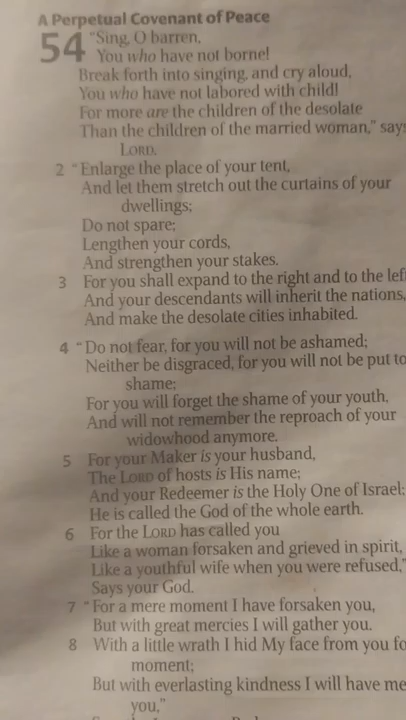 A Perpetual Covenant of Peace
54 "Sing, O barren,
You who have not borne!
Break forth into singing, and cry aloud,
You who have not labored with child!
For more are the children of the desolate
Than the children of the married woman," says
LORD.
2 "Enlarge the place of your tent,
And let them stretch out the curtains of your
dwellings;
Do not spare;
Lengthen your cords,
And strengthen your stakes.
3 For you shall expand to the right and to the left
And your descendants will inherit the nations,
And make the desolate cities inhabited.
4 "Do not fear, for you will not be ashamed;
Neither be disgraced, for you will not be put to
shame;
For you will forget the shame of your youth,
And will not remember the reproach of your
widowhood anymore.
5 For your Maker is your husband,
The LORD of hosts is His name;
And your Redeemer is the Holy One of Israel;
He is called the God of the whole earth.
6 For the LORD has called you
Like a woman forsaken and grieved in spirit,
Like a youthful wife when you were refused,"
Says your God.
7 "For a mere moment I have forsaken you,
But with great mercies I will gather you.
8 With a little wrath I hid My face from you fo
moment;
But with everlasting kindness I will have me
you,"